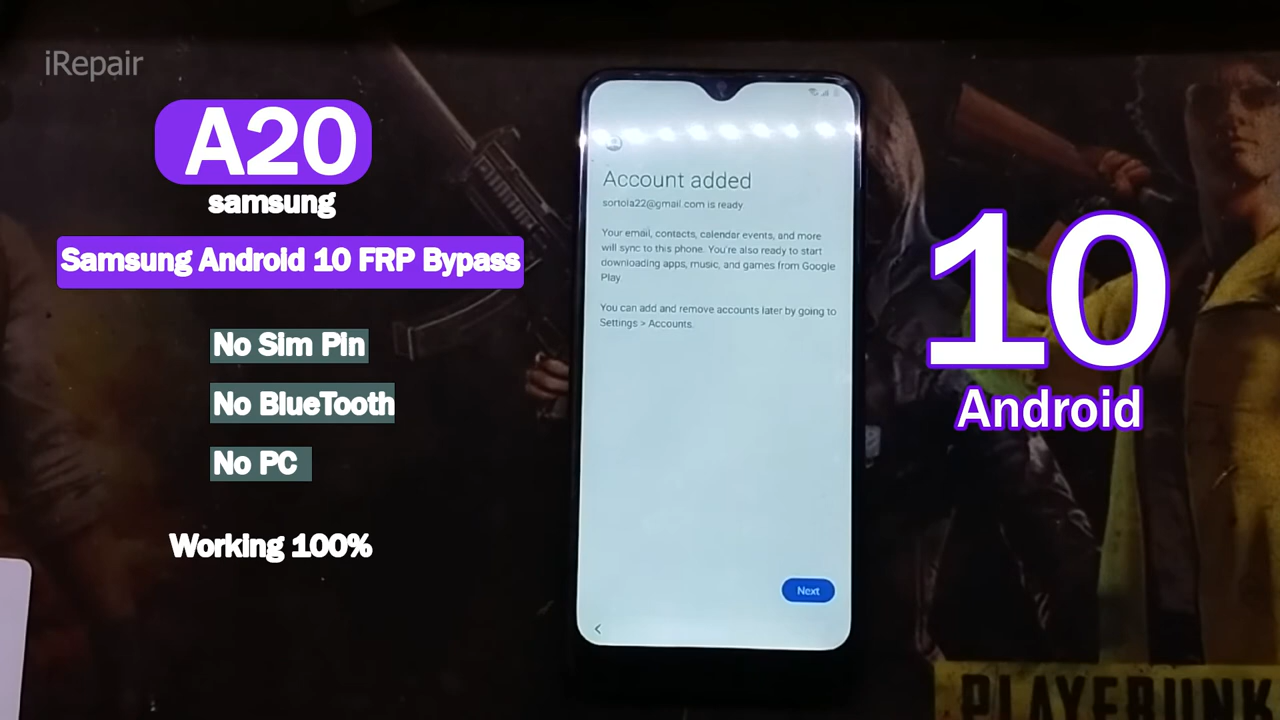 iRepair
A20
samsung
Samsung Android 10 FRP Bypass
No Sim Pin
No BlueTooth
No PC
Working 100%
Account added
sortola22@gmail.com is ready
Your email, contacts, calendar events, and more
will sync to this phone. You're also ready to start
downloading apps, music, and games from Google
Play.
You can add and remove accounts later by going to
Settings > Accounts.
Next
10
Android
PLAYERUNK